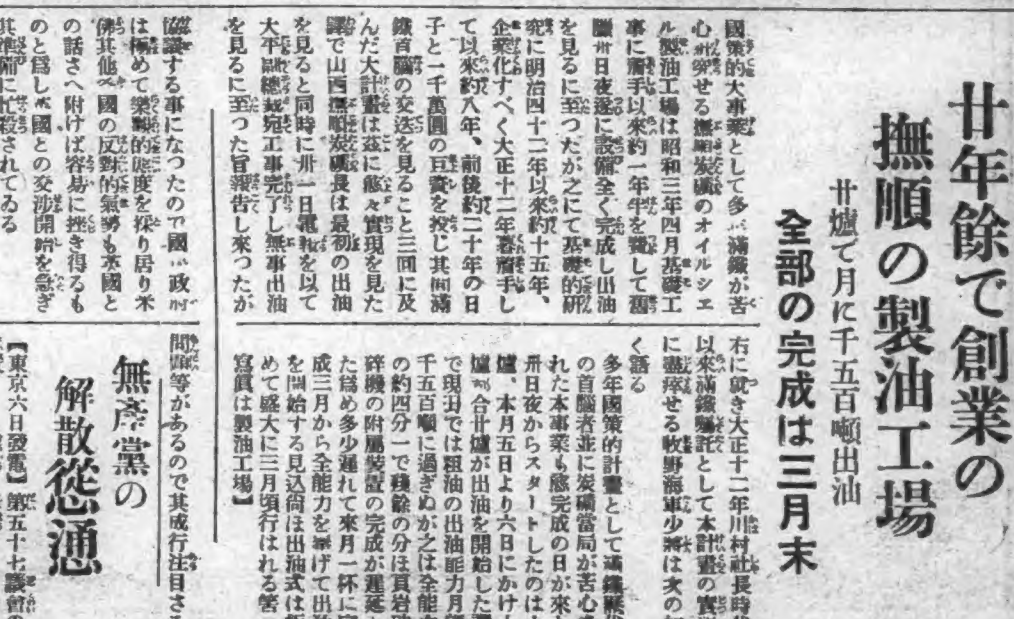 廿年餘で創業の
撫順の製油工場
廿爐で月に千五百噸出油
全部の完成は三月末
國策的大事業として多 滿鐵が苦
心 究せる撫順炭礦のオイルシエ
ル製油工場は昭和三年四月基礎工
事に着手以來約一年半を費して舊
臘卅日夜遂に設備全く完成し出油
を見るに至つたが之にて基礎的研
究に明治四十二年以來約十五年、
企業化すべく大正十二年著着手し
て以來約八年、前後約二十年の日
子と一千萬圓の巨費を投じ其間滿
鐵首腦の交送を見ること三回に及
んだ大計畫は茲に愈々實現を見た
譯で山西撫順炭礦長は最初の出油
を見ると同時に卅一日電報を以て
大平副總裁宛工事完了し無事出油
を見るに至つた旨報告し來つたが
右に就き大正十二年川村社長時
以來滿鐵囑託として本計畫の實
に盡瘁せる牧野海軍少將は次の
く語る
多年國策的計畫として滿鐵
の首腦者並に炭礦當局が苦心
れた本事業も愈完成の日が來
卅日夜からスタートしたのは
爐、本月五日より六日にかけ
爐 合廿爐が出油を開始した
で現在では粗油の出油能力月
千五百噸に過ぎぬが之は全能
の約四分一で殘餘の分は頁岩
碎機の附屬裝置の完成が遲延
た爲め多少遲れて來月一杯に
成三月から全能力を擧げて出
を開始する見込尙ほ出油式は
めて盛大に三月頃行はれる筈
寫眞は製油工場】
協議する事になつたので國 政府
は極めて樂觀的態度を採り居り米
佛其他 國の反對的氣勢も英國と
の話さへ附けば容易に挫き得るも
のと爲し 國との交涉開始を急ぎ
其準備に忙殺されてゐる
問題等があるので其成行注目さ
無產黨の
解散從慂
【東京六日發電】第五十七議會の